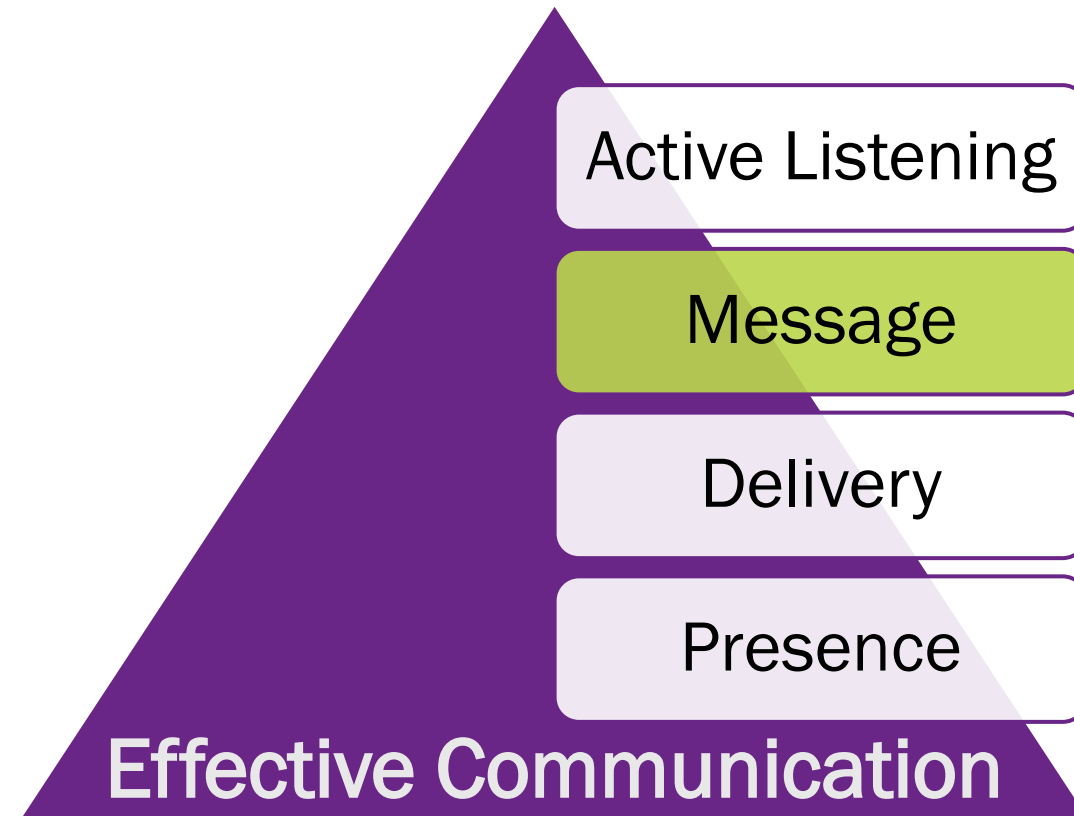 Active Listening
Message
Delivery
Presence
Effective Communication